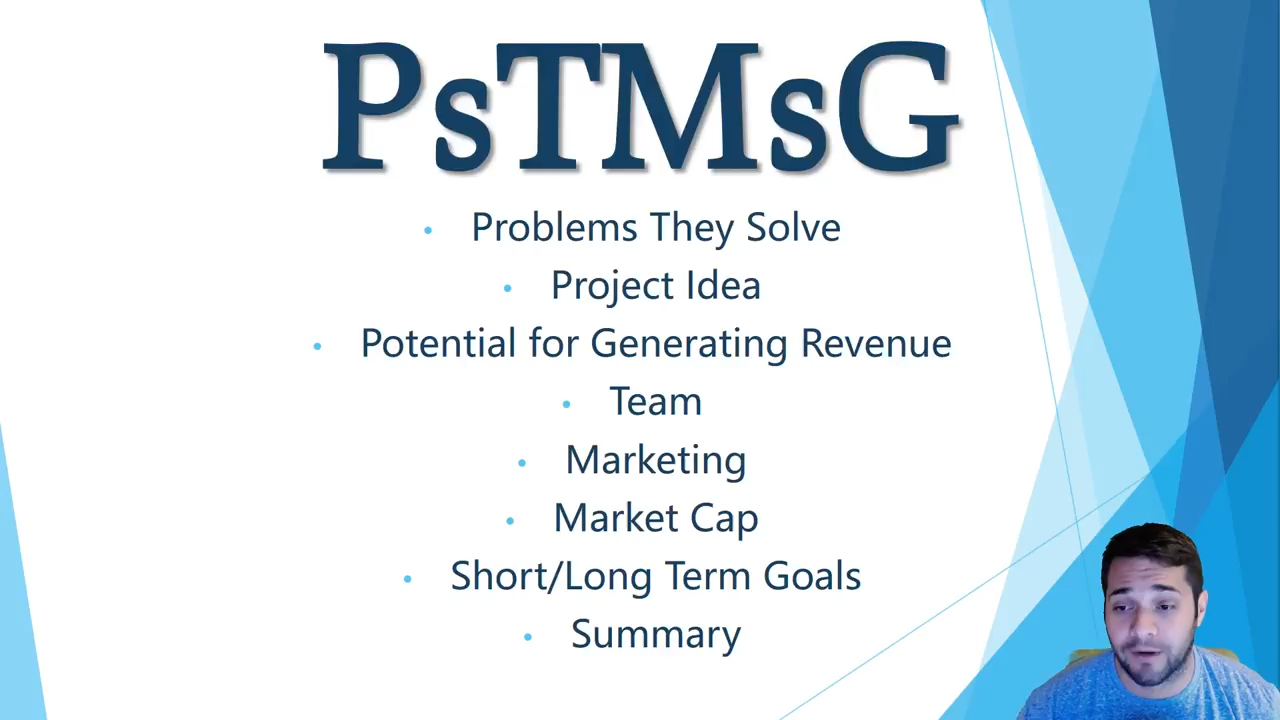 PsTMsG
• Problems They Solve
• Project Idea
• Potential for Generating Revenue
• Team
• Marketing
• Market Cap
• Short/Long Term Goals
• Summary